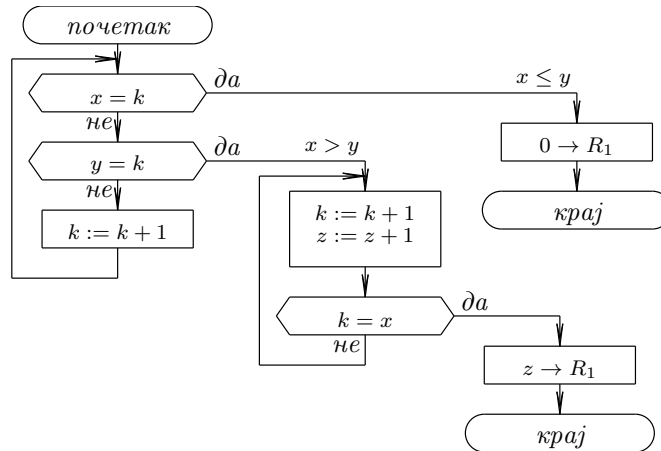 почетак
x = k
да
x ≤ y
не
y = k
да
x > y
0 → R₁
не
k := k + 1
k := k + 1
z := z + 1
крај
k = x
да
не
z → R₁
крај